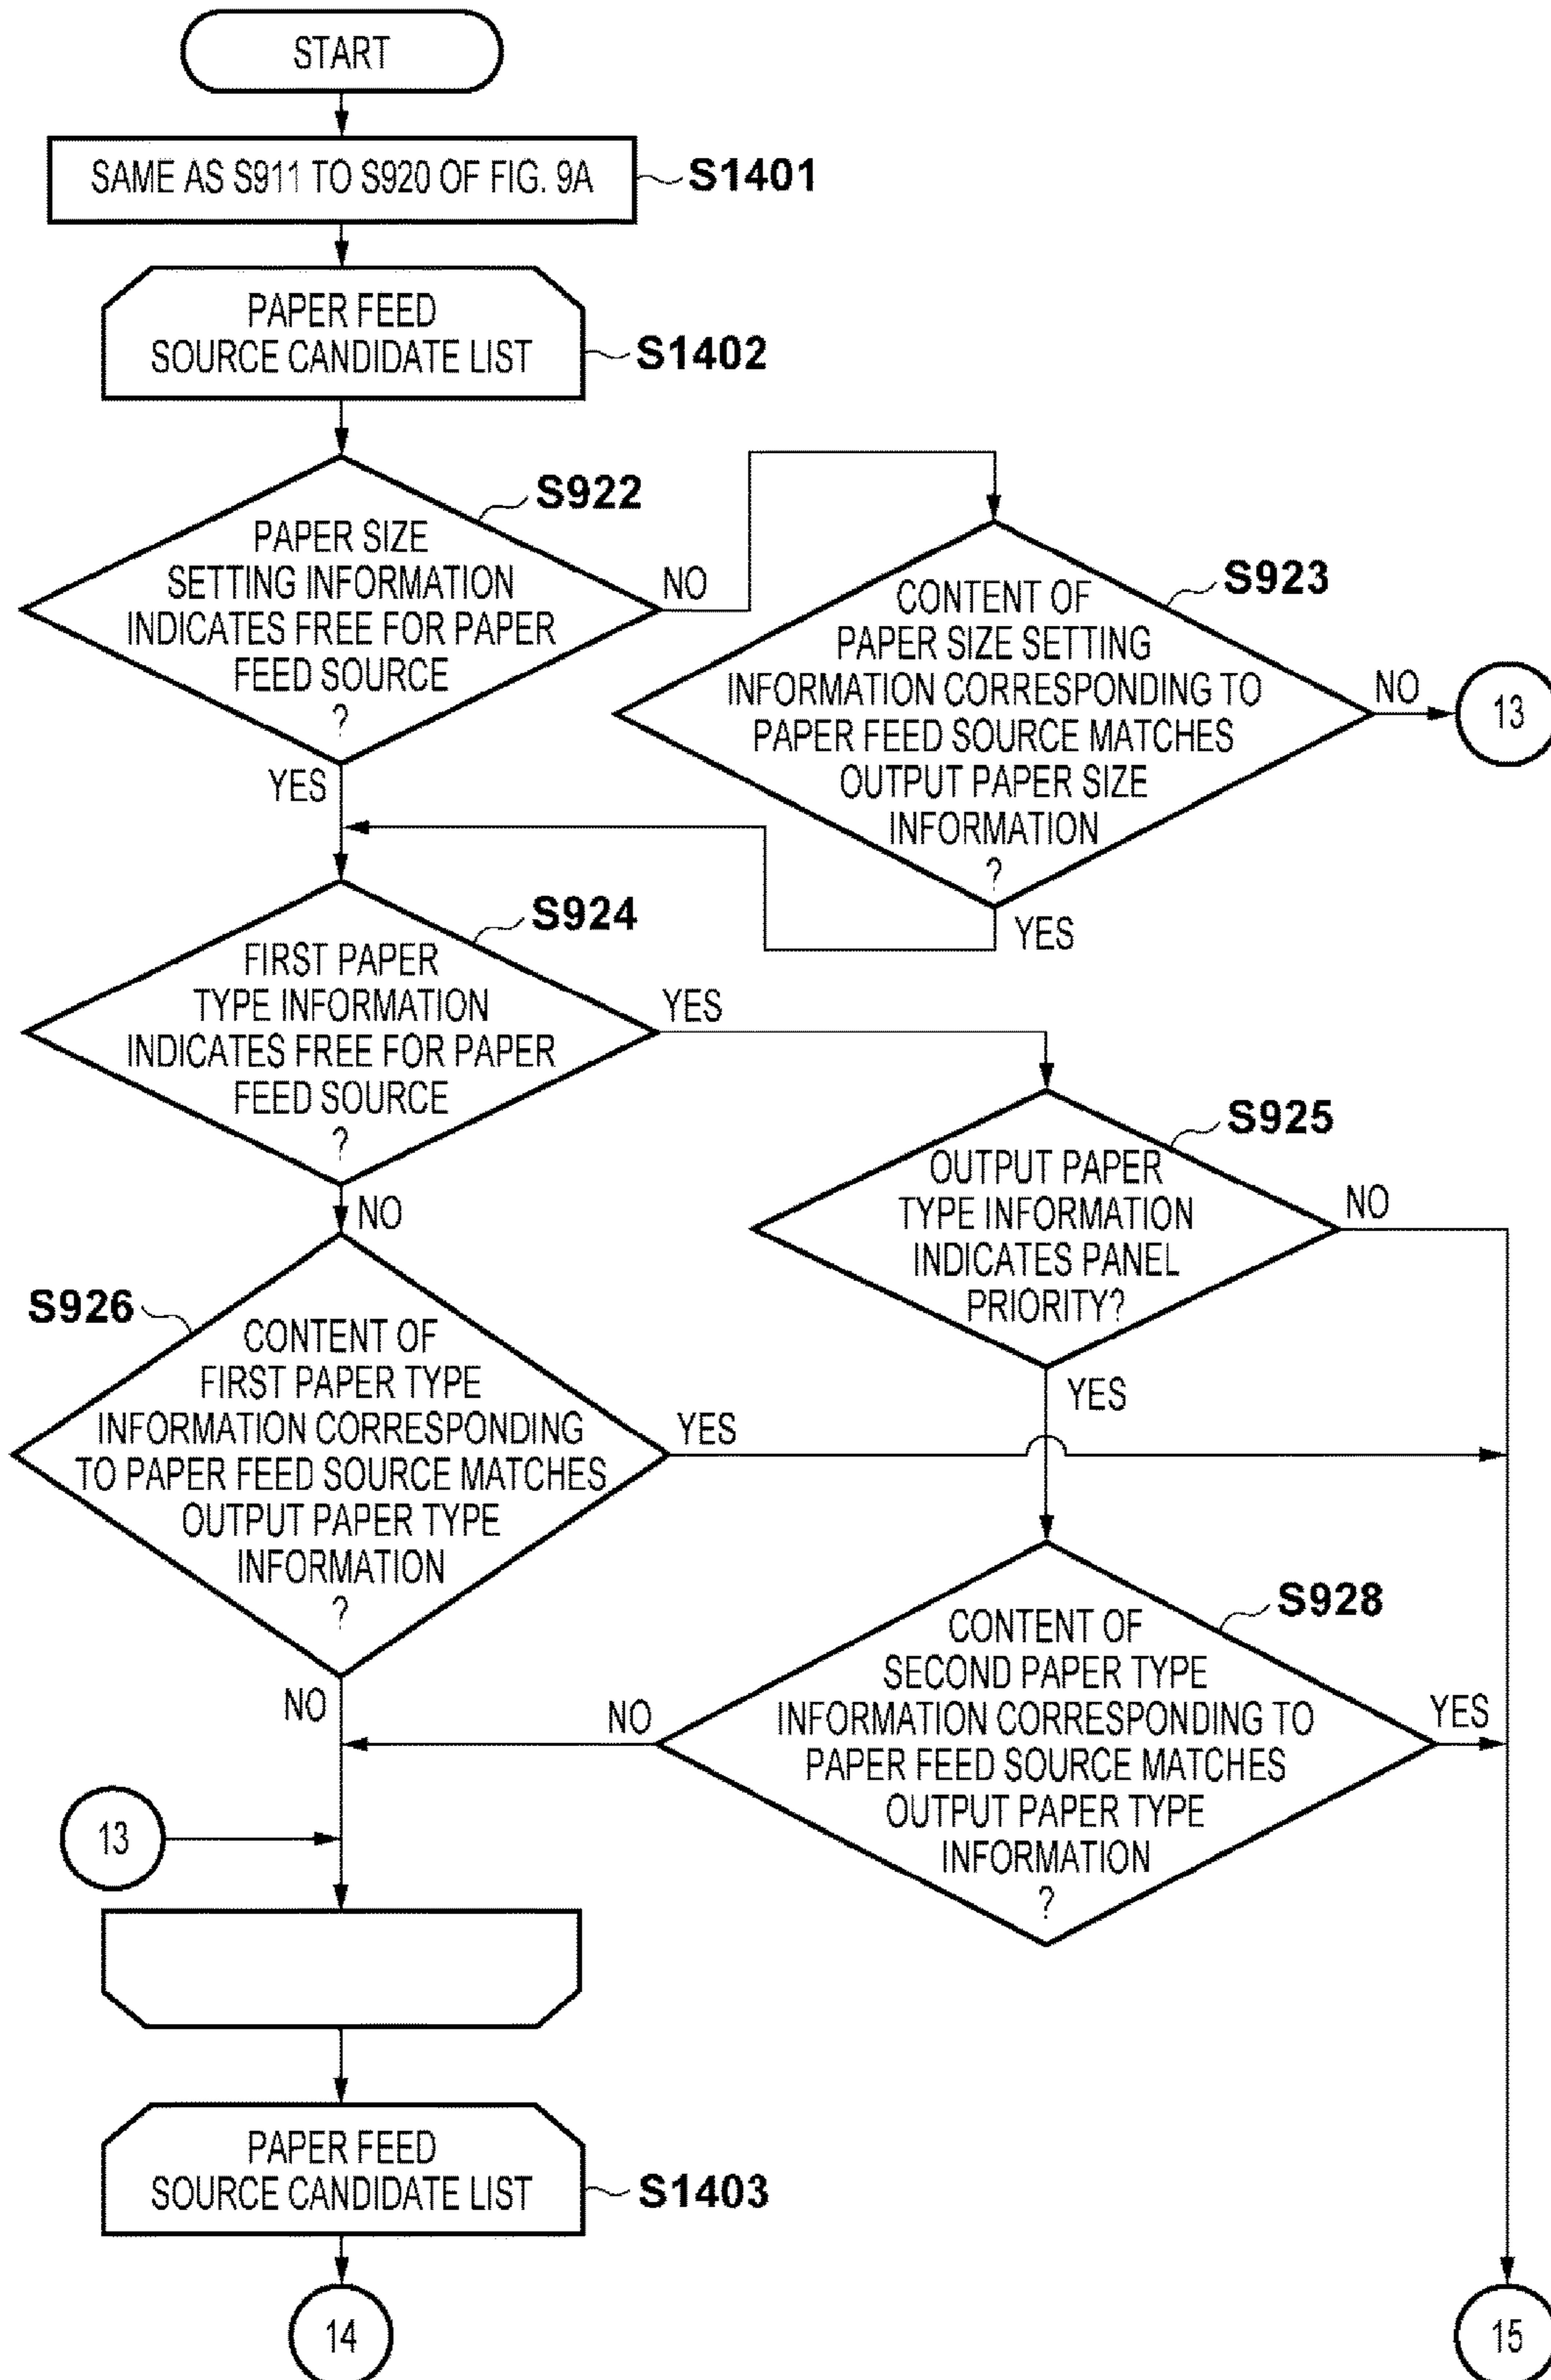 START
SAME AS S911 TO S920 OF FIG. 9A
S1401
PAPER FEED
SOURCE CANDIDATE LIST
S1402
S922
PAPER SIZE
SETTING INFORMATION
INDICATES FREE FOR PAPER
FEED SOURCE
?
NO
YES
S923
CONTENT OF
PAPER SIZE SETTING
INFORMATION CORRESPONDING TO
PAPER FEED SOURCE MATCHES
OUTPUT PAPER SIZE
INFORMATION
?
NO
13
YES
S924
FIRST PAPER
TYPE INFORMATION
INDICATES FREE FOR PAPER
FEED SOURCE
?
YES
NO
S925
OUTPUT PAPER
TYPE INFORMATION
INDICATES PANEL
PRIORITY?
NO
YES
S926
CONTENT OF
FIRST PAPER TYPE
INFORMATION CORRESPONDING
TO PAPER FEED SOURCE MATCHES
OUTPUT PAPER TYPE
INFORMATION
?
YES
NO
S928
CONTENT OF
SECOND PAPER TYPE
INFORMATION CORRESPONDING TO
PAPER FEED SOURCE MATCHES
OUTPUT PAPER TYPE
INFORMATION
?
NO
YES
13
PAPER FEED
SOURCE CANDIDATE LIST
S1403
14
15